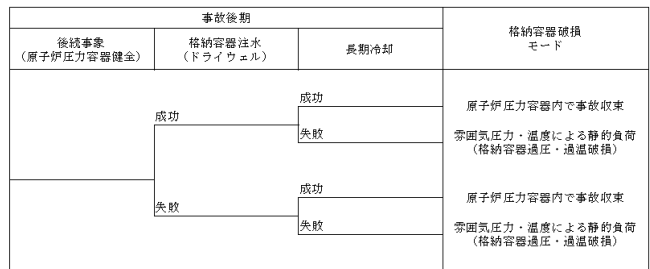 事故後期
格納容器破損
モード
後続事象
(原子炉圧力容器健全)
格納容器注水
(ドライウェル)
長期冷却
成功
原子炉圧力容器内で事故収束
成功
失敗
雰囲気圧力・温度による静的負荷
(格納容器過圧・過温破損)
成功
原子炉圧力容器内で事故収束
失敗
失敗
雰囲気圧力・温度による静的負荷
(格納容器過圧・過温破損)